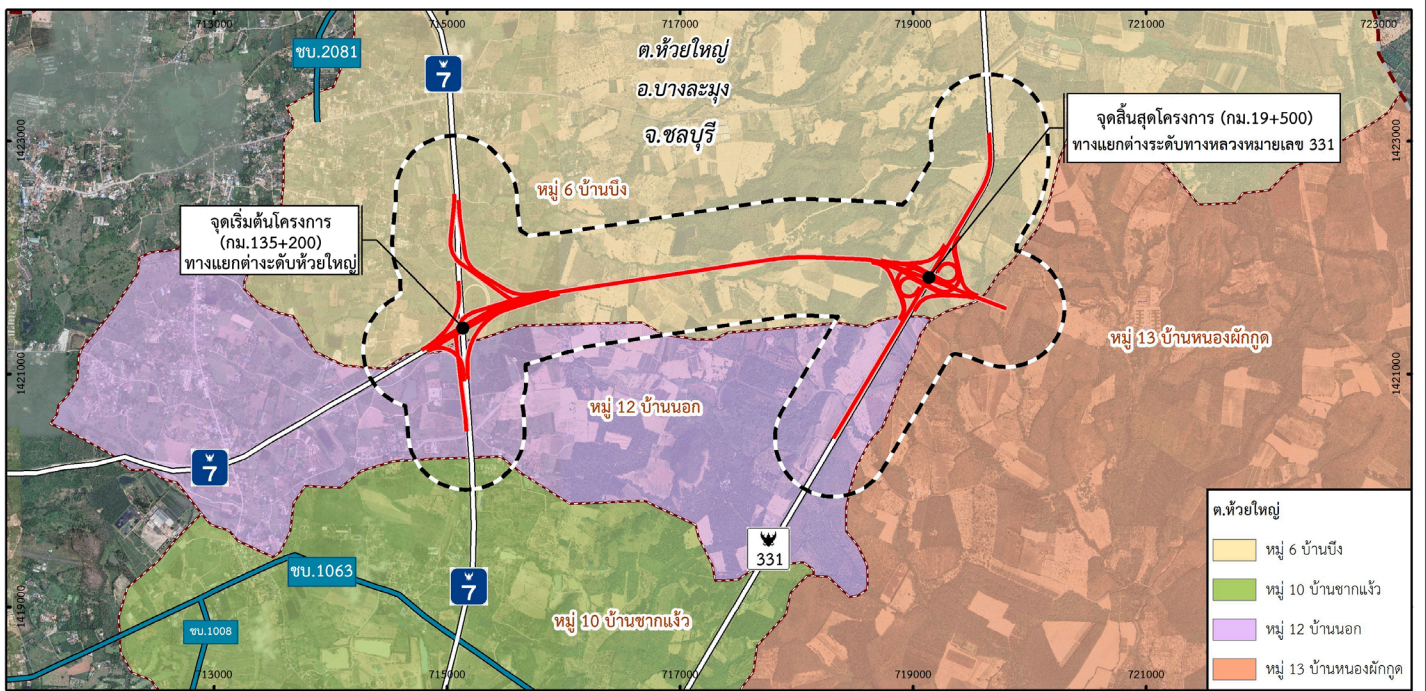 713000
715000
717000
719000
721000
723000
ชบ.2081
7
ต.ห้วยใหญ่
อ.บางละมุง
จ.ชลบุรี
จุดสิ้นสุดโครงการ (กม.19+500)
ทางแยกต่างระดับทางหลวงหมายเลข 331
1423000
1423000
หมู่ 6 บ้านบึง
จุดเริ่มต้นโครงการ
(กม.135+200)
ทางแยกต่างะดับห้วยใหญ่
หมู่ 13 บ้านหนองผักกูด
1421000
1421000
หมู่ 12 บ้านนอก
7
331
ชบ.1063
7
หมู่ 10 บ้านชากแง้ว
ชบ.1008
1419000
ต.ห้วยใหญ่
หมู่ 6 บ้านบึง
หมู่ 10 บ้านชากแง้ว
หมู่ 12 บ้านนอก
หมู่ 13 บ้านหนองผักกูด
713000
715000
717000
719000
721000